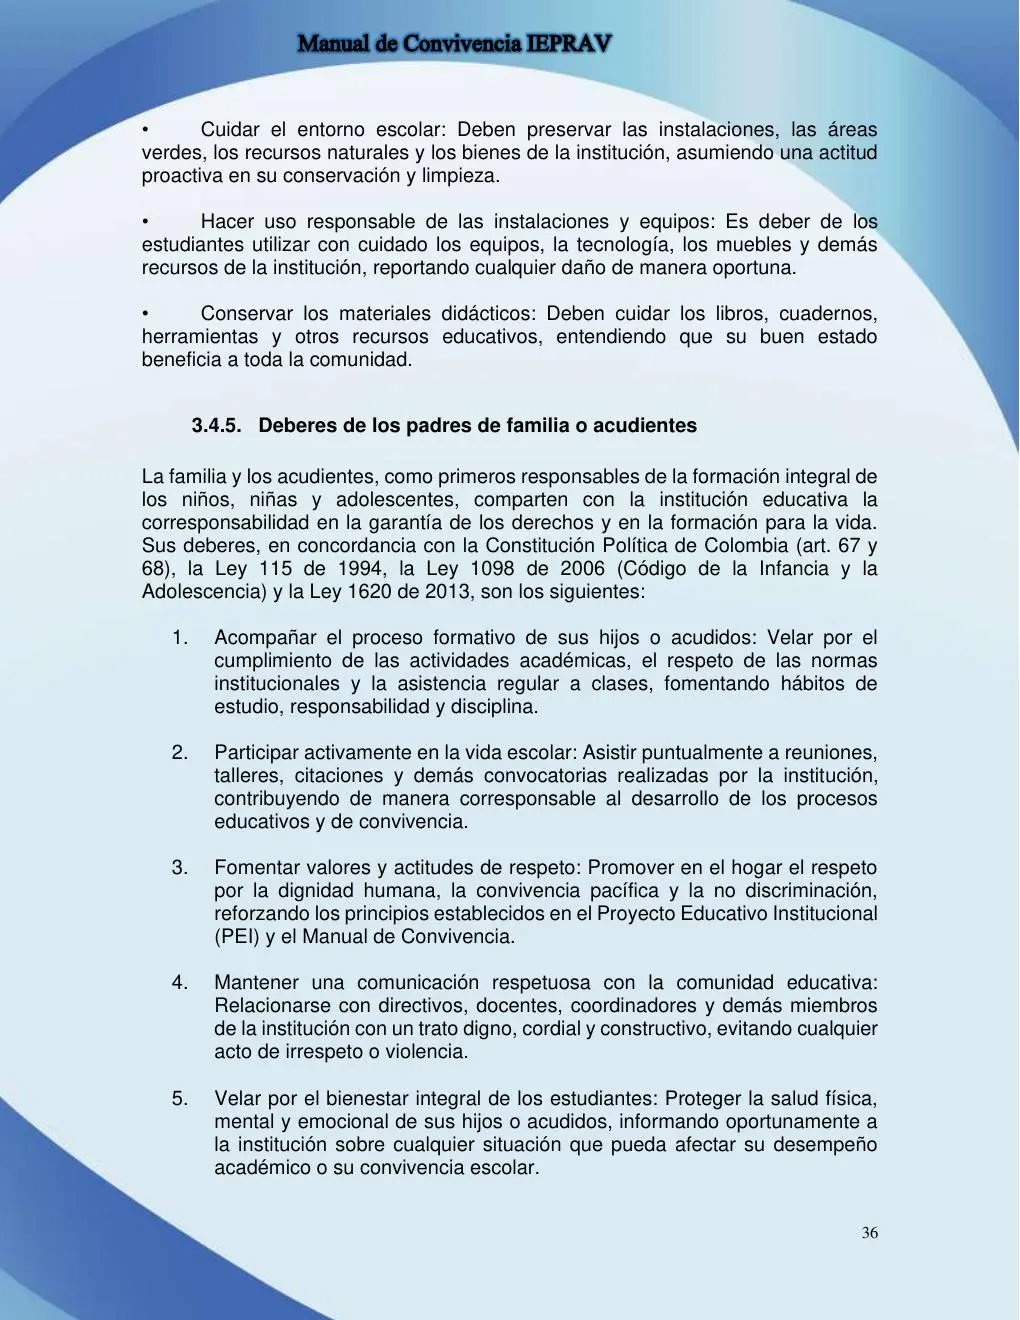 Manual de Convivencia IEPRAV
• Cuidar el entorno escolar: Deben preservar las instalaciones, las áreas
verdes, los recursos naturales y los bienes de la institución, asumiendo una actitud
proactiva en su conservación y limpieza.
• Hacer uso responsable de las instalaciones y equipos: Es deber de los
estudiantes utilizar con cuidado los equipos, la tecnología, los muebles y demás
recursos de la institución, reportando cualquier daño de manera oportuna.
• Conservar los materiales didácticos: Deben cuidar los libros, cuadernos,
herramientas y otros recursos educativos, entendiendo que su buen estado
beneficia a toda la comunidad.
3.4.5. Deberes de los padres de familia o acudientes
La familia y los acudientes, como primeros responsables de la formación integral de
los niños, niñas y adolescentes, comparten con la institución educativa la
corresponsabilidad en la garantía de los derechos y en la formación para la vida.
Sus deberes, en concordancia con la Constitución Política de Colombia (art. 67 y
68), la Ley 115 de 1994, la Ley 1098 de 2006 (Código de la Infancia y la
Adolescencia) y la Ley 1620 de 2013, son los siguientes:
1. Acompañar el proceso formativo de sus hijos o acudidos: Velar por el
cumplimiento de las actividades académicas, el respeto de las normas
institucionales y la asistencia regular a clases, fomentando hábitos de
estudio, responsabilidad y disciplina.
2. Participar activamente en la vida escolar: Asistir puntualmente a reuniones,
talleres, citaciones y demás convocatorias realizadas por la institución,
contribuyendo de manera corresponsable al desarrollo de los procesos
educativos y de convivencia.
3. Fomentar valores y actitudes de respeto: Promover en el hogar el respeto
por la dignidad humana, la convivencia pacífica y la no discriminación,
reforzando los principios establecidos en el Proyecto Educativo Institucional
(PEI) y el Manual de Convivencia.
4. Mantener una comunicación respetuosa con la comunidad educativa:
Relacionarse con directivos, docentes, coordinadores y demás miembros
de la institución con un trato digno, cordial y constructivo, evitando cualquier
acto de irrespeto o violencia.
5. Velar por el bienestar integral de los estudiantes: Proteger la salud física,
mental y emocional de sus hijos o acudidos, informando oportunamente a
la institución sobre cualquier situación que pueda afectar su desempeño
académico o su convivencia escolar.
36